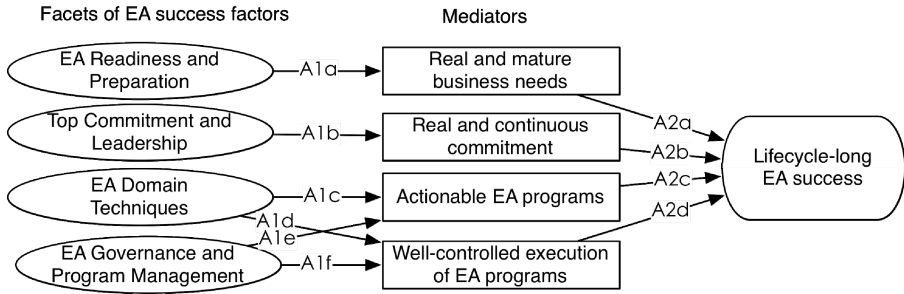 Facets of EA success factors
Mediators
EA Readiness and
Preparation
A1a
Real and mature
business needs
Top Commitment and
Leadership
A1b
Real and continuous
commitment
EA Domain
Techniques
A1c
Actionable EA programs
A1d
A1e
EA Governance and
Program Management
A1f
Well-controlled execution
of EA programs
A2a
A2b
A2c
A2d
Lifecycle-long
EA success